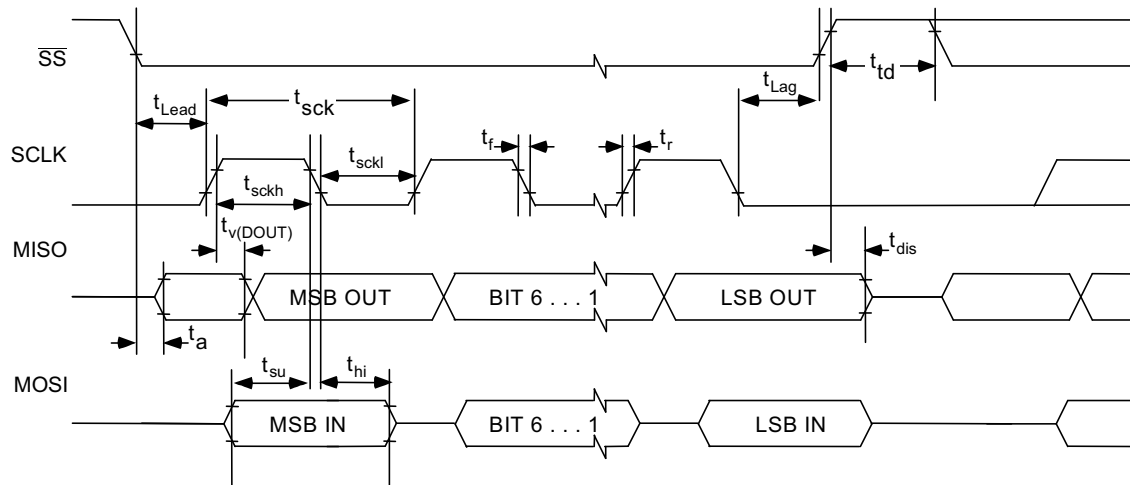 SS
t_td
t_Lag
t_Lead
t_sck
SCLK
t_f
t_r
t_sckl
t_sckh
t_v(DOUT)
MISO
t_dis
MSB OUT
BIT 6 . . . 1
LSB OUT
t_a
t_su
t_hi
MOSI
MSB IN
BIT 6 . . . 1
LSB IN